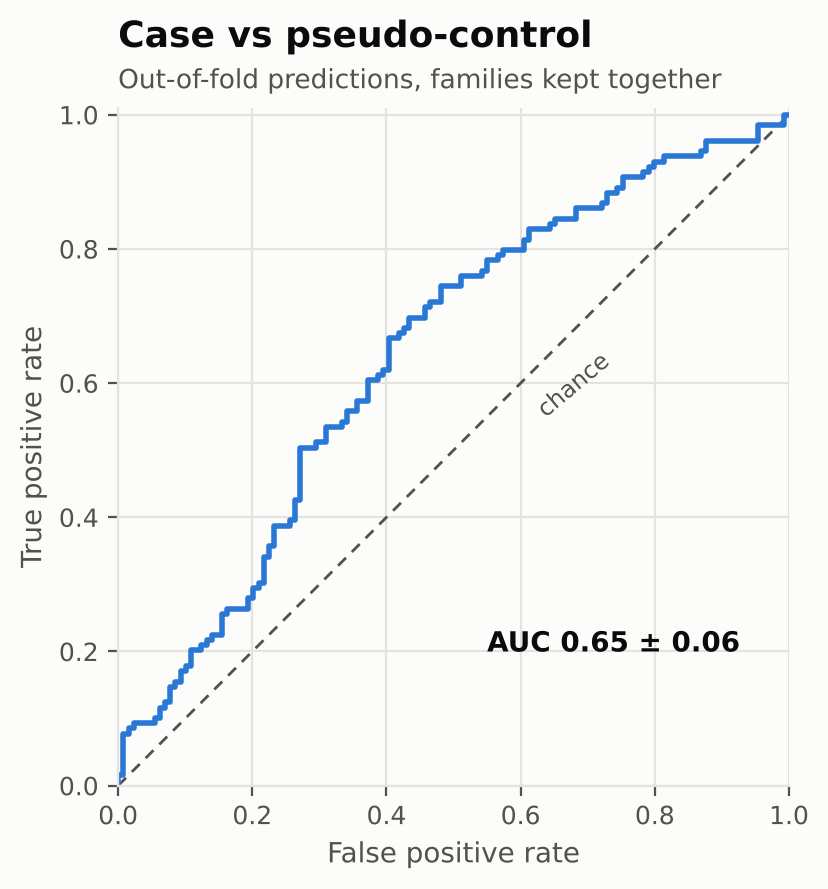 Case vs pseudo-control
Out-of-fold predictions, families kept together
1.0
0.8
0.6
0.4
0.2
0.0
True positive rate
chance
AUC 0.65 ± 0.06
0.0 0.2 0.4 0.6 0.8 1.0
False positive rate